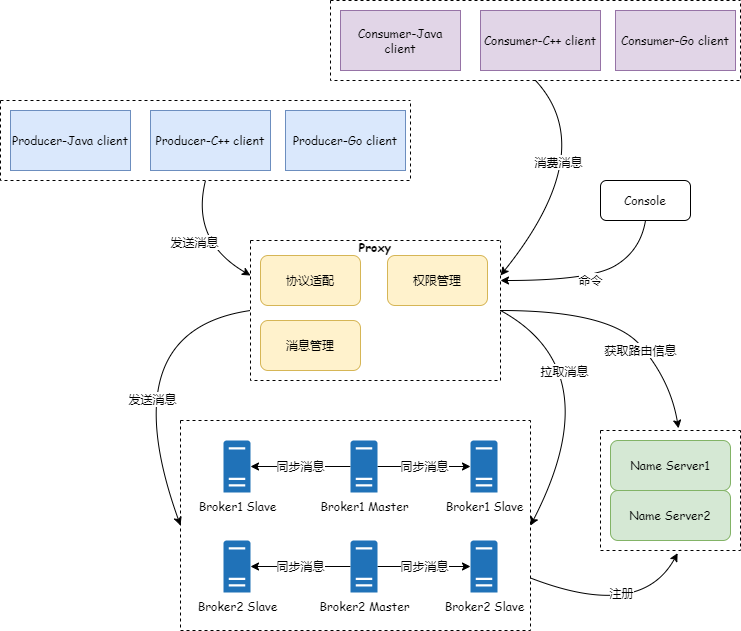 Consumer-Java
client
Consumer-C++ client
Consumer-Go client
Producer-Java client
Producer-C++ client
Producer-Go client
消费消息
Console
发送消息
Proxy
协议适配
权限管理
命令
消息管理
获取路由信息
拉取消息
发送消息
同步消息
同步消息
Name Server1
Broker1 Slave
Broker1 Master
Broker1 Slave
Name Server2
同步消息
同步消息
注册
Broker2 Slave
Broker2 Master
Broker2 Slave